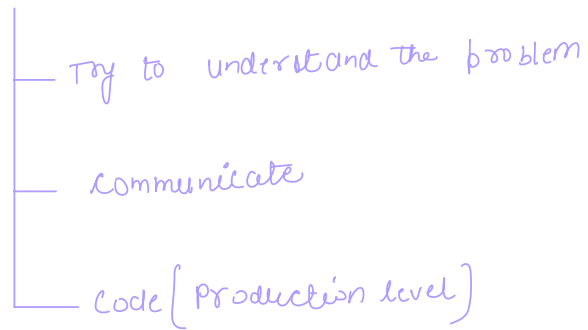 Try to understand the problem
communicate
code (Production level)